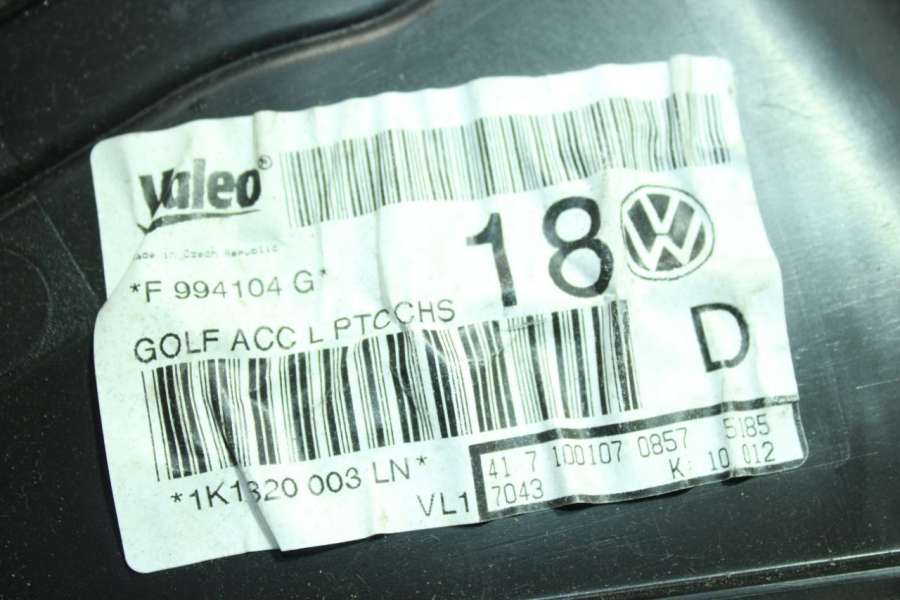 Valeo®
Made in Czech Republic
18
*F 994104 G*
D
GOLF ACC L PTCCHS
*1K1820 003 LN*
VL1
41 7 100107 0857 5185
7043 K: 10 012